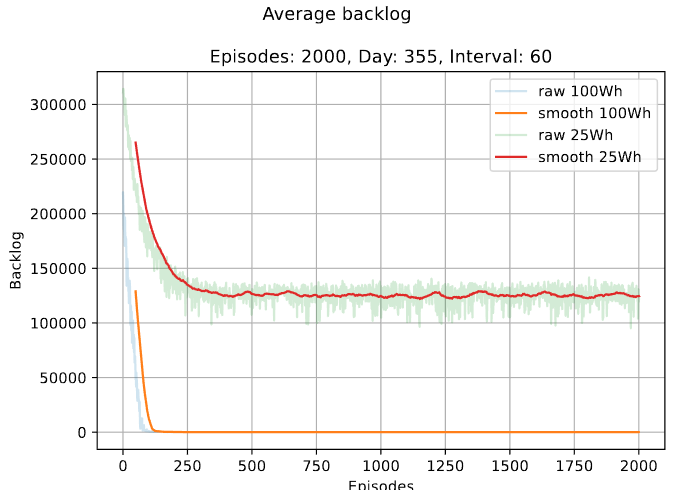 Average backlog
Episodes: 2000, Day: 355, Interval: 60
raw 100Wh
smooth 100Wh
raw 25Wh
smooth 25Wh
Backlog
300000
250000
200000
150000
100000
50000
0
0 250 500 750 1000 1250 1500 1750 2000
Episodes